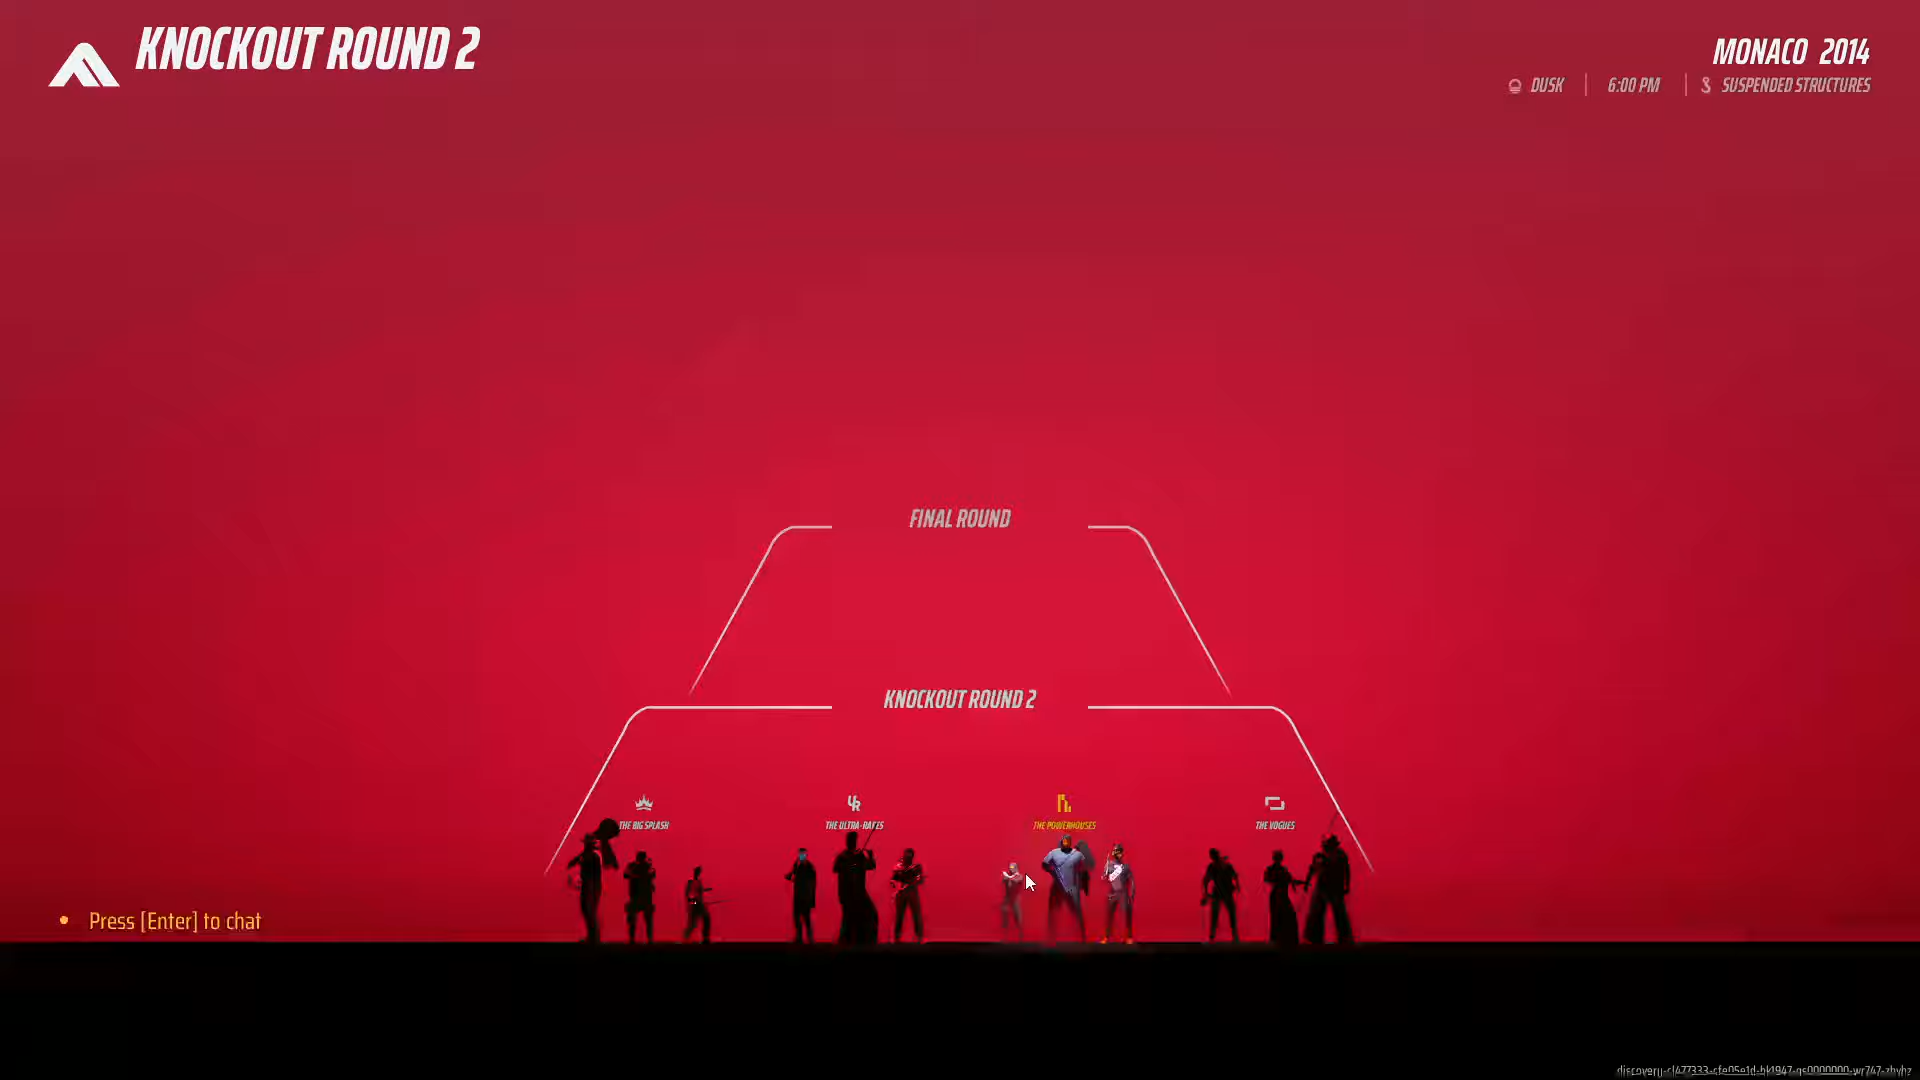 KNOCKOUT ROUND 2
MONACO 2014
DUSK | 6:00 PM | SUSPENDED STRUCTURES
FINAL ROUND
KNOCKOUT ROUND 2
THE BIG SPLASH
THE ULTRA-RARES
THE POWERHOUSES
THE VOGUES
• Press [Enter] to chat